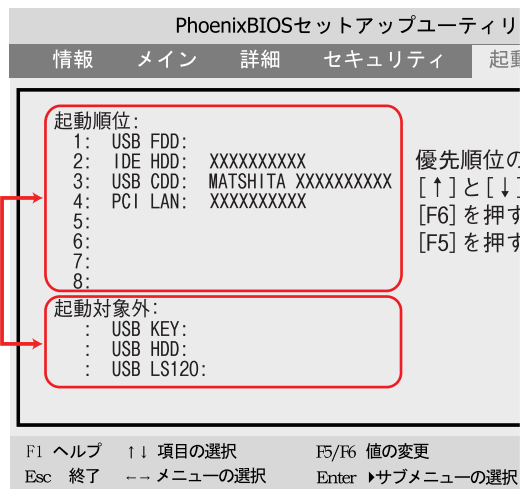 PhoenixBIOSセットアップユーティリ
情報 メイン 詳細 セキュリティ 起動
起動順位:
1: USB FDD:
2: IDE HDD: XXXXXXXXXX
3: USB CDD: MATSHITA XXXXXXXXXX
4: PCI LAN: XXXXXXXXXX
5:
6:
7:
8:
起動対象外:
: USB KEY:
: USB HDD:
: USB LS120:
優先順位の
[↑]と[↓]
[F6]を押す
[F5]を押す
F1 ヘルプ ↑↓ 項目の選択 F5/F6 値の変更
Esc 終了 ←→ メニューの選択 Enter ▶サブメニューの選択